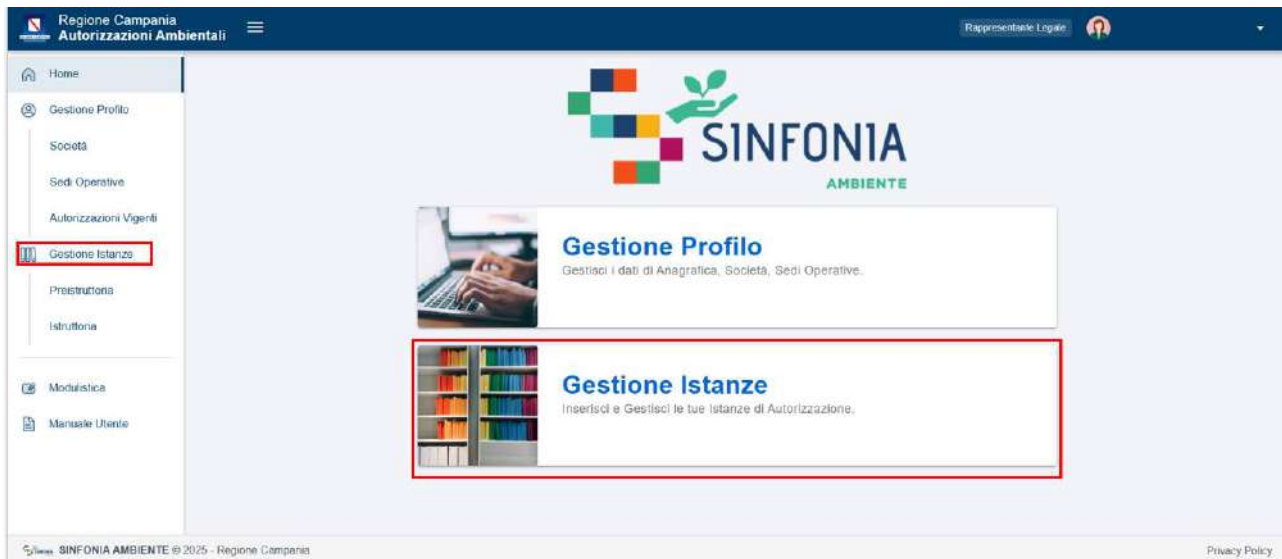 Regione Campania
Autorizzazioni Ambientali
Rappresentante Legale
Home
Gestione Profilo
Società
Sedi Operative
Autorizzazioni Vigenti
Gestione Istanze
Preistruttoria
Istruttoria
Modulistica
Manuale Utente
SINFONIA
AMBIENTE
Gestione Profilo
Gestisci i dati di Anagrafica, Società, Sedi Operative.
Gestione Istanze
Inserisci e Gestisci le tue Istanze di Autorizzazione.
SINFONIA AMBIENTE © 2025 - Regione Campania
Privacy Policy